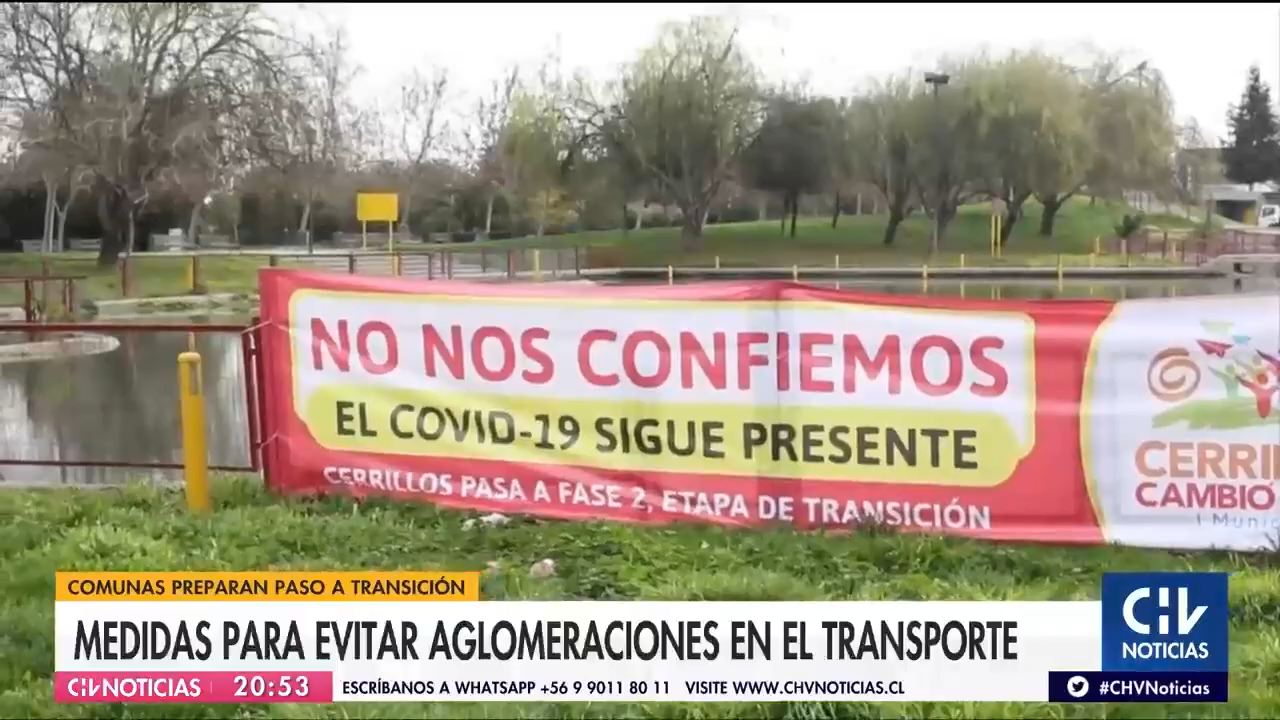 NO NOS CONFIEMOS
EL COVID-19 SIGUE PRESENTE
CERRILLOS PASA A FASE 2, ETAPA DE TRANSICIÓN
CAMBIÓ
COMUNAS PREPARAN PASO A TRANSICIÓN
MEDIDAS PARA EVITAR AGLOMERACIONES EN EL TRANSPORTE
CHV
NOTICIAS
CHVNOTICIAS 20:53 ESCRÍBANOS A WHATSAPP +56 9 9011 80 11 VISITE WWW.CHVNOTICIAS.CL
#CHVNoticias